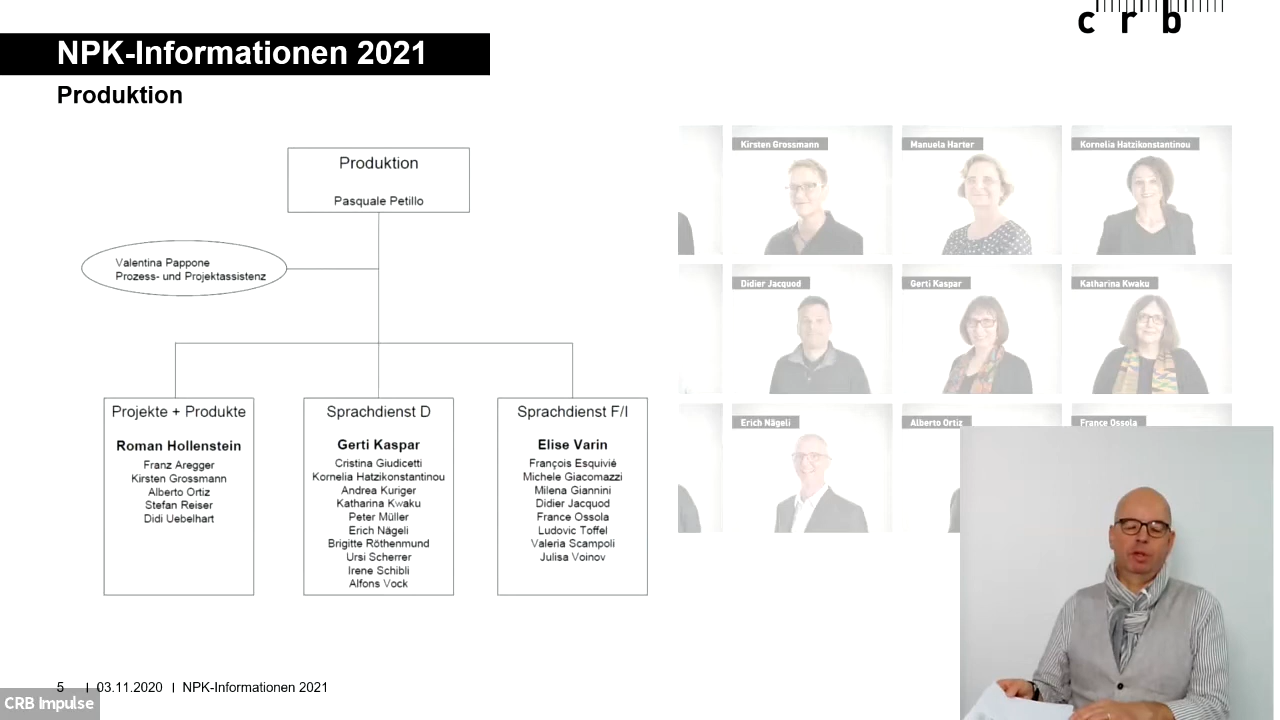 crb
NPK-Informationen 2021
Produktion
Produktion
Pasquale Petillo
Valentina Pappone
Prozess- und Projektassistenz
Projekte + Produkte
Roman Hollenstein
Franz Aregger
Kirsten Grossmann
Alberto Ortiz
Stefan Reiser
Didi Uebelhart
Sprachdienst D
Gerti Kaspar
Cristina Giudicetti
Kornelia Hatzikonstantinou
Andrea Kuriger
Katharina Kwaku
Peter Müller
Erich Nägeli
Brigitte Röthenmund
Ursi Scherrer
Irene Schibli
Alfons Vock
Sprachdienst F/I
Elise Varin
François Esquivié
Michele Giacomazzi
Milena Giannini
Didier Jacquod
France Ossola
Ludovic Toffel
Valeria Scampoli
Julisa Voinov
Kirsten Grossmann
Manuela Harter
Kornelia Hatzikonstantinou
Didier Jacquod
Gerti Kaspar
Katharina Kwaku
Erich Nägeli
Alberto Ortiz
France Ossola
5 | 03.11.2020 | NPK-Informationen 2021
CRB Impulse